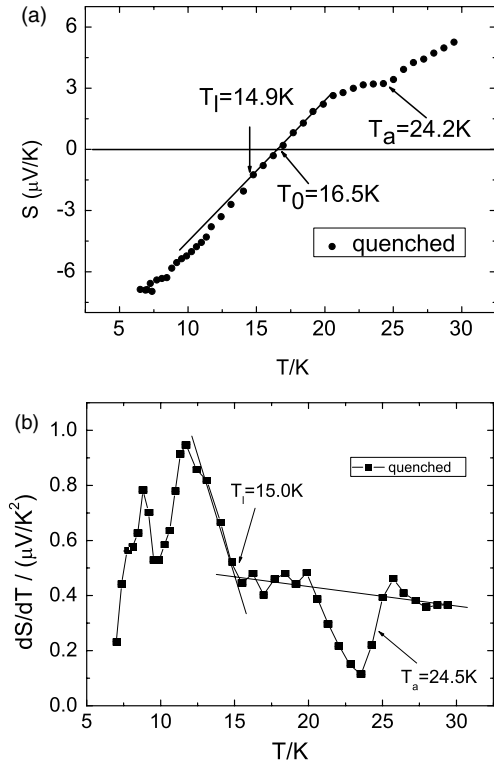 (a)
6
3
0
-3
-6
S (μV/K)
T_l=14.9K
T_a=24.2K
T_0=16.5K
quenched
5 10 15 20 25 30
T/K
(b)
1.0
0.8
0.6
0.4
0.2
0.0
dS/dT / (μV/K²)
quenched
T_l=15.0K
T_a=24.5K
5 10 15 20 25 30
T/K